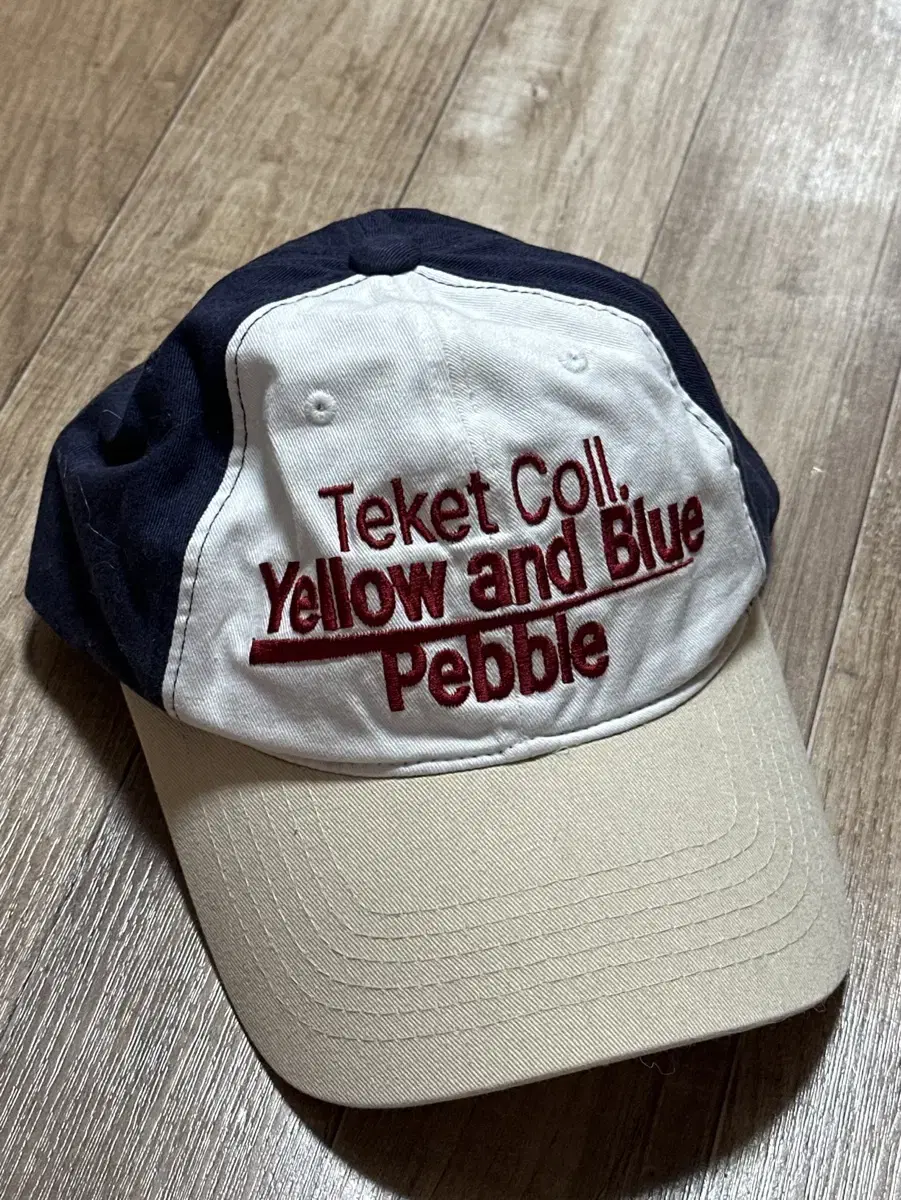 Teket Coll.
Yellow and Blue
Pebble